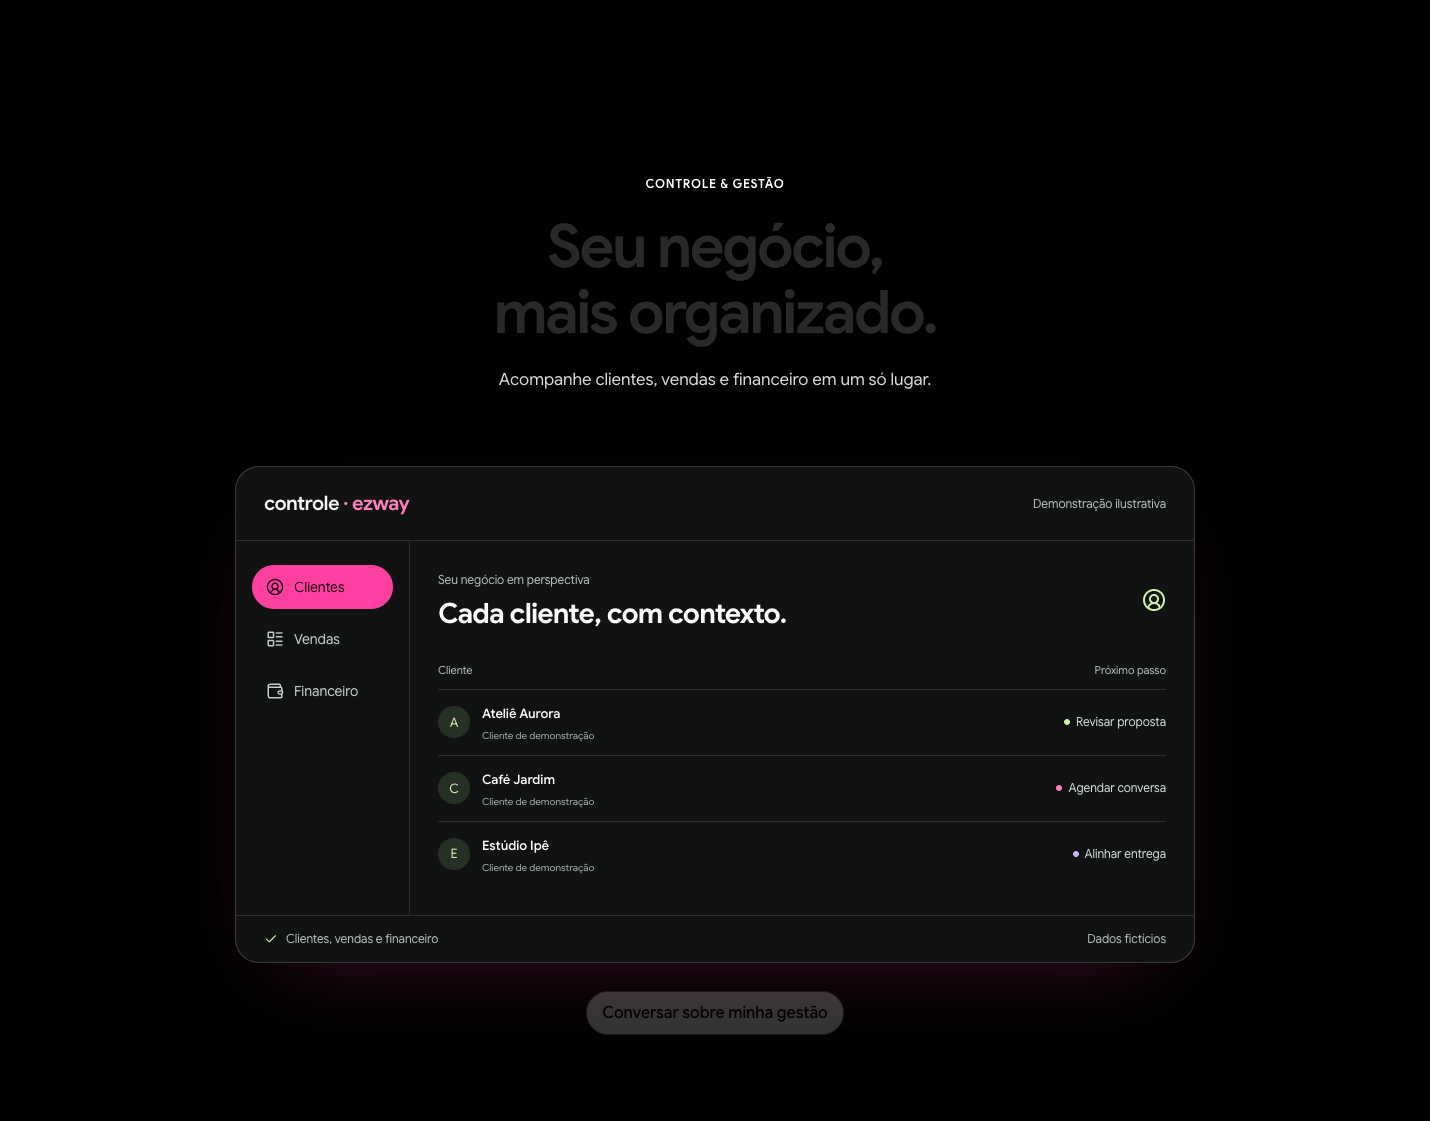 CONTROLE & GESTÃO
Seu negócio,
mais organizado.
Acompanhe clientes, vendas e financeiro em um só lugar.
controle · ezway
Demonstração ilustrativa
Clientes
Vendas
Financeiro
Seu negócio em perspectiva
Cada cliente, com contexto.
Cliente
Próximo passo
A
Ateliê Aurora
Cliente de demonstração
Revisar proposta
C
Café Jardim
Cliente de demonstração
Agendar conversa
E
Estúdio Ipê
Cliente de demonstração
Alinhar entrega
Clientes, vendas e financeiro
Dados fictícios
Conversar sobre minha gestão